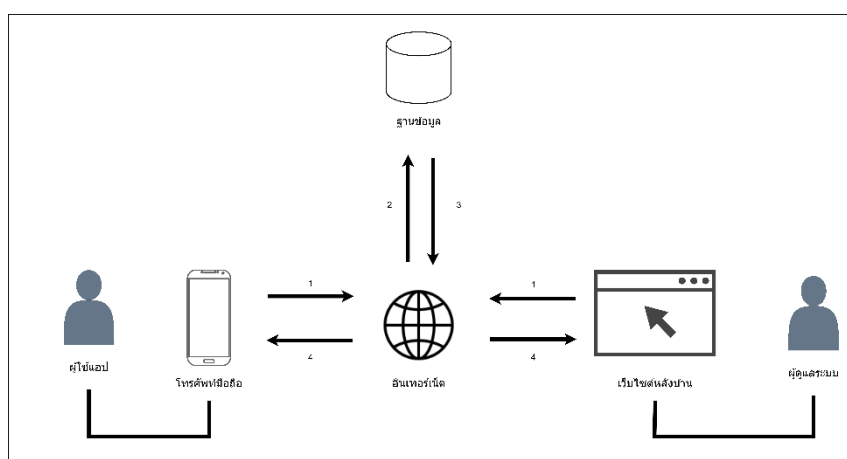 ฐานข้อมูล
2
3
1
1
4
4
ผู้ใช้แอป
โทรศัพท์มือถือ
อินเทอร์เน็ต
เว็บไซต์หลังบ้าน
ผู้ดูแลระบบ